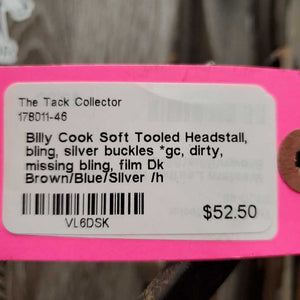 The Tack Collector
178011-46
Billy Cook Soft Tooled Headstall,
bling, silver buckles *gc, dirty,
missing bling, film Dk
Brown/Blue/Silver /h
VL6DSK
$52.50